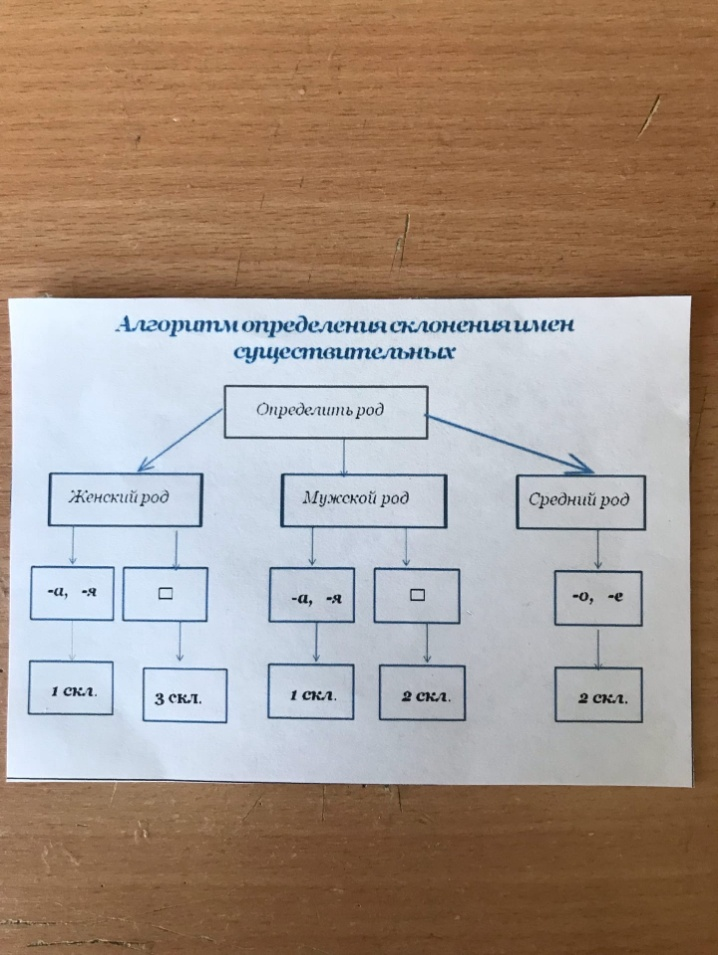 Алгоритм определения склонения имен
существительных
Определить род
Женский род
Мужской род
Средний род
-а, -я
□
-а, -я
□
-о, -е
1 скл.
3 скл.
1 скл.
2 скл.
2 скл.